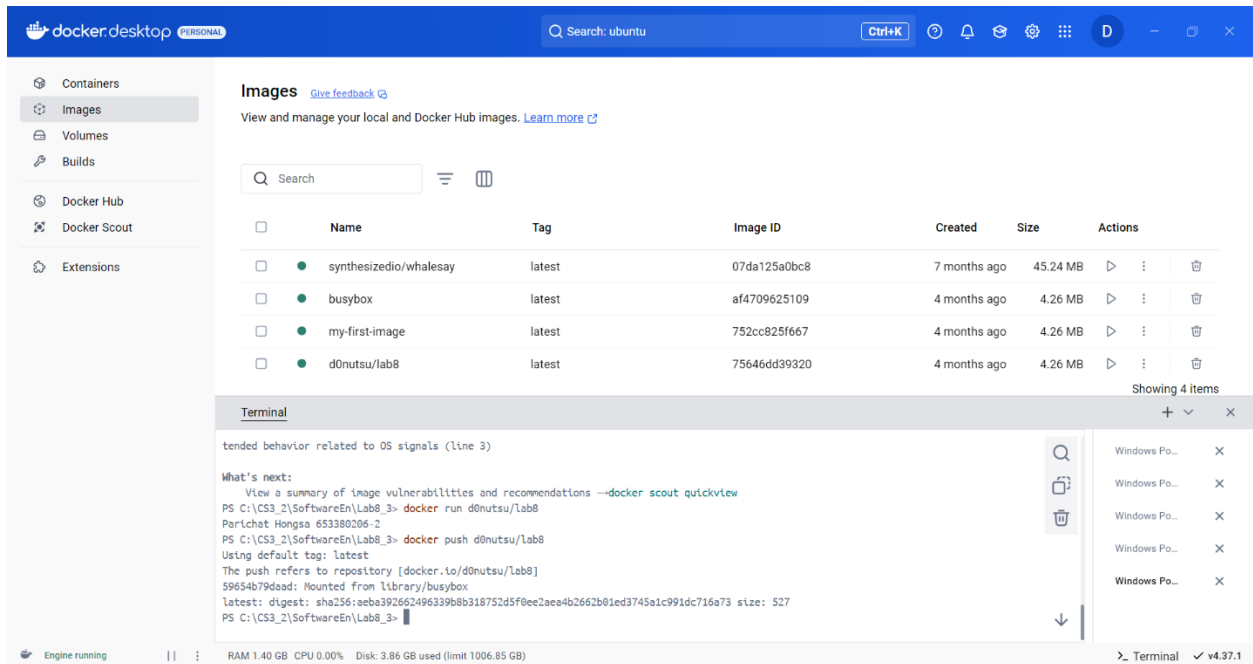 docker.desktop PERSONAL Search: ubuntu Ctrl+K D
Containers
Images
Volumes
Builds
Docker Hub
Docker Scout
Extensions
Images Give feedback
View and manage your local and Docker Hub images. Learn more
Search
Name Tag Image ID Created Size Actions
synthesizedio/whalesay latest 07da125a0bc8 7 months ago 45.24 MB
busybox latest af4709625109 4 months ago 4.26 MB
my-first-image latest 752cc825f667 4 months ago 4.26 MB
d0nutsu/lab8 latest 75646dd39320 4 months ago 4.26 MB
Showing 4 items
Terminal
tended behavior related to OS signals (line 3)
What's next:
View a summary of image vulnerabilities and recommendations → docker scout quickview
PS C:\CS3_2\SoftwareEn\Lab8_3> docker run d0nutsu/lab8
Parichat Hongsa 653380206-2
PS C:\CS3_2\SoftwareEn\Lab8_3> docker push d0nutsu/lab8
Using default tag: latest
The push refers to repository [docker.io/d0nutsu/lab8]
59654b79daad: Mounted from library/busybox
latest: digest: sha256:aeba392662496339b8b318752d5f0ee2aea4b2662b01ed3745a1c991dc716a73 size: 527
PS C:\CS3_2\SoftwareEn\Lab8_3>
Windows Po...
Windows Po...
Windows Po...
Windows Po...
Windows Po...
Engine running RAM 1.40 GB CPU 0.00% Disk: 3.86 GB used (limit 1006.85 GB) Terminal v4.37.1